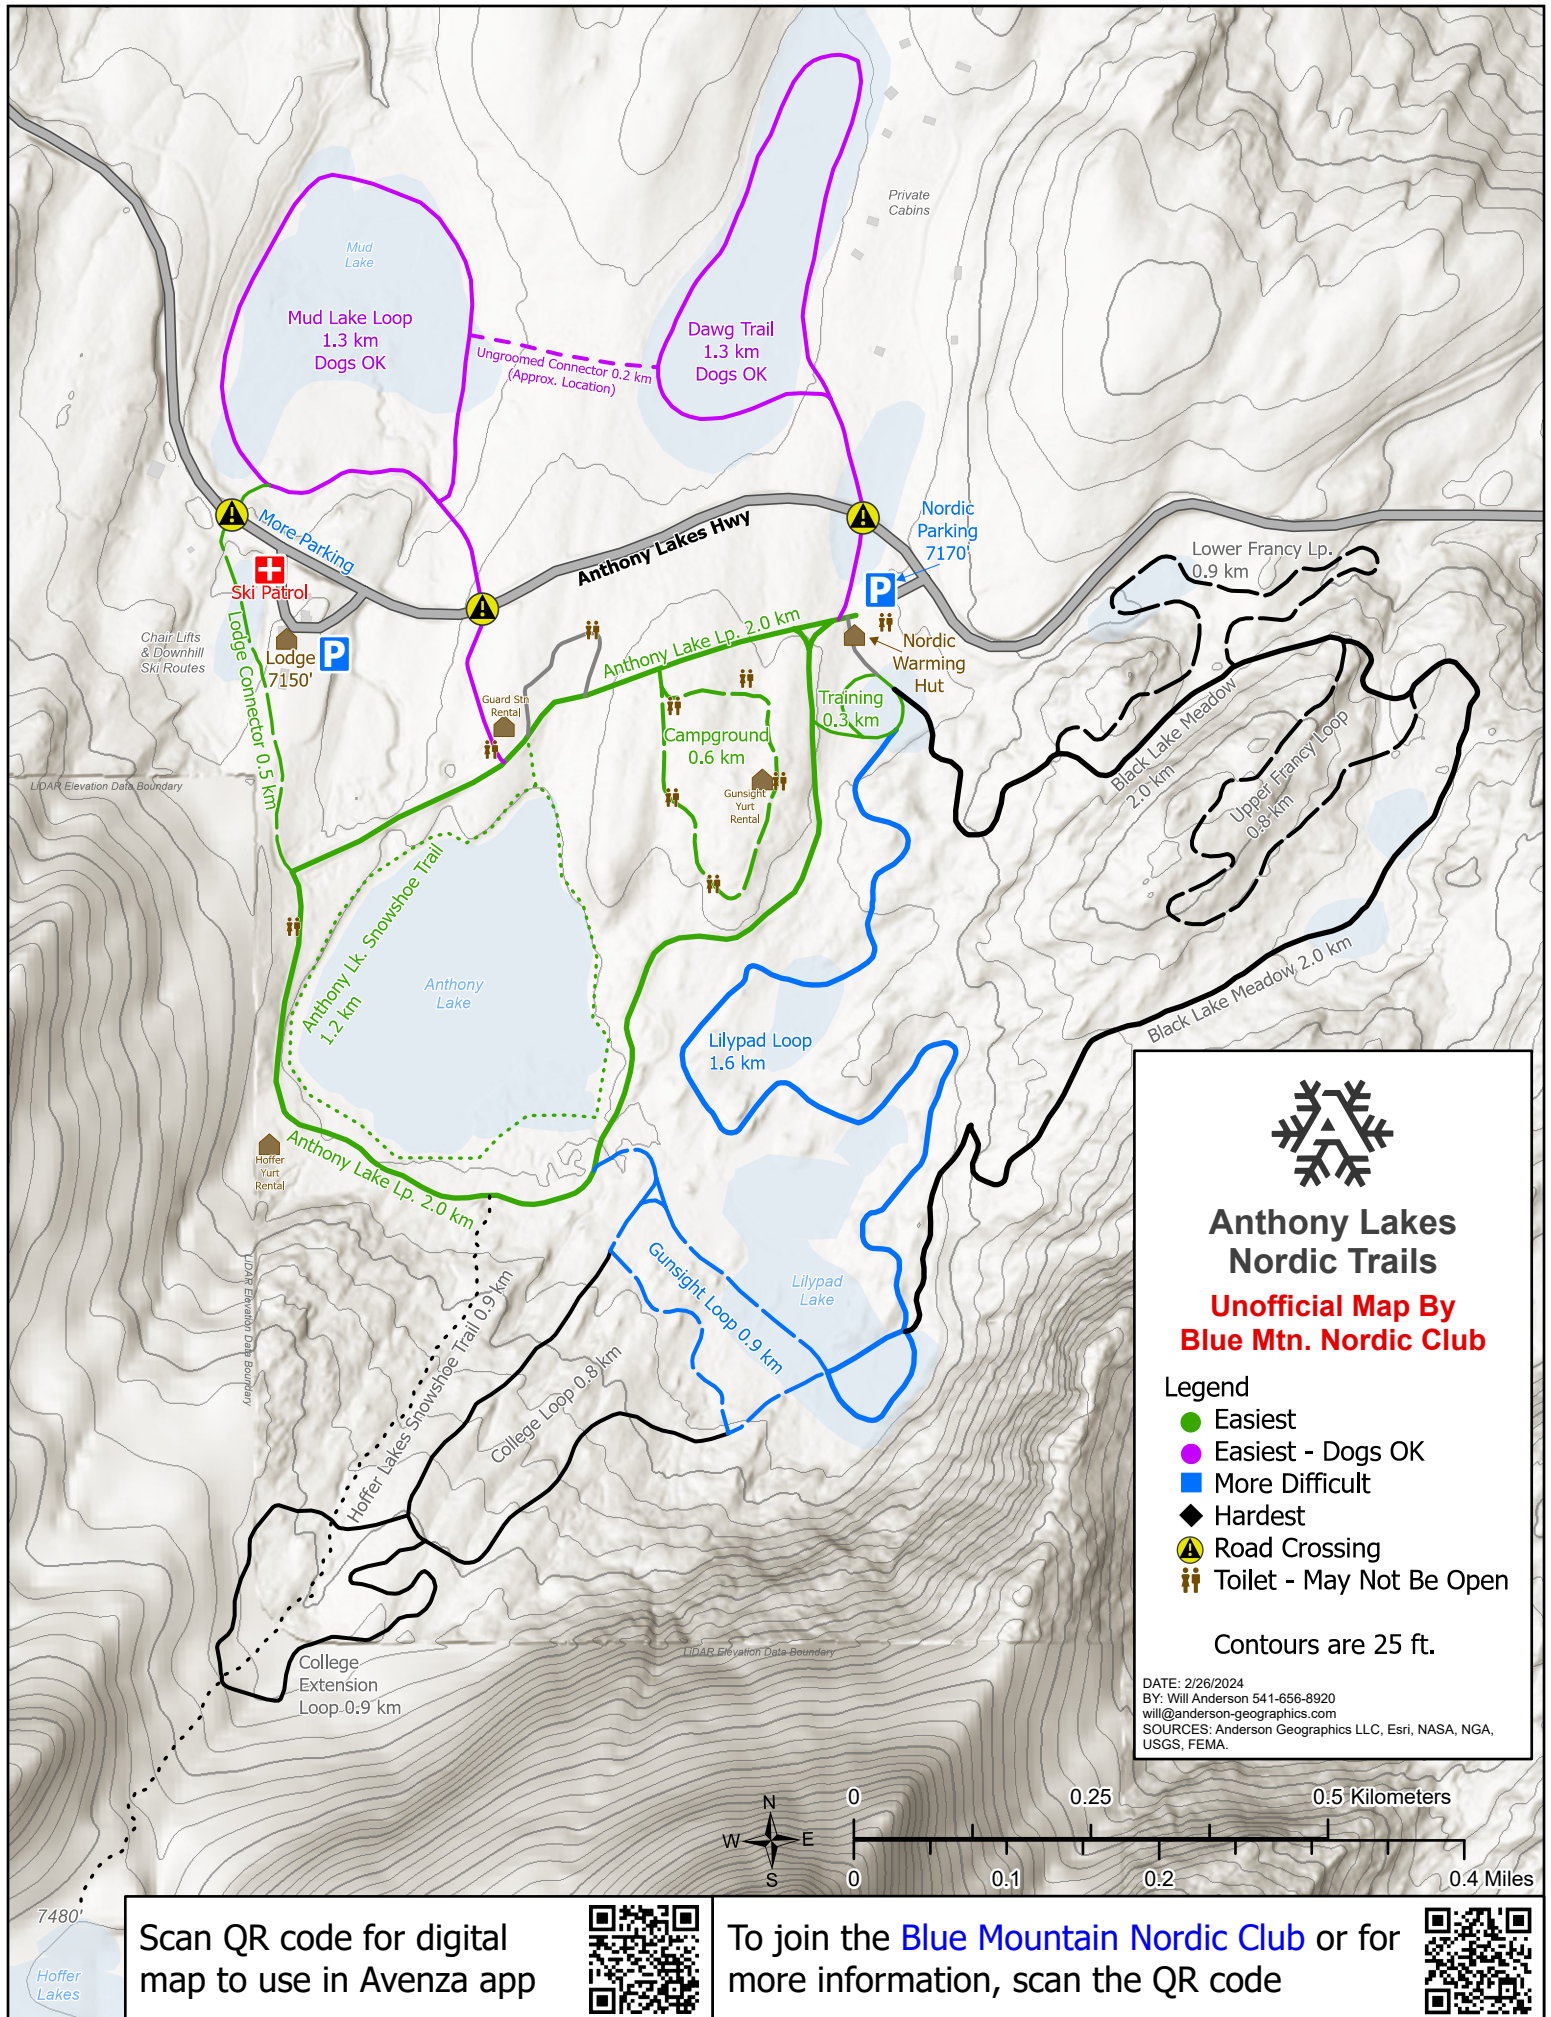 Private
Cabins
Mud
Lake
Mud Lake Loop
1.3 km
Dogs OK
Dawg Trail
1.3 km
Dogs OK
Ungroomed Connector 0.2 km
(Approx. Location)
More Parking
Anthony Lakes Hwy
Nordic
Parking
7170'
P
Lower Francy Lp.
0.9 km
Ski Patrol
Chair Lifts
& Downhill
Ski Routes
Lodge
7150'
P
Lodge Connector 0.5 km
Anthony Lake Lp. 2.0 km
Nordic
Warming
Hut
Guard Stn
Rental
Training
0.3 km
Campground
0.6 km
Gunsight
Yurt
Rental
Black Lake Meadow
2.0 km
Upper Francy Loop
0.8 km
LiDAR Elevation Data Boundary
Anthony Lk. Snowshoe Trail
1.2 km
Anthony
Lake
Black Lake Meadow 2.0 km
Lilypad Loop
1.6 km
Hoffer
Yurt
Rental
Anthony Lake Lp. 2.0 km
LiDAR Elevation Data Boundary
Gunsight Loop 0.9 km
Lilypad
Lake
Hoffer Lakes Snowshoe Trail 0.9 km
College Loop 0.8 km
LiDAR Elevation Data Boundary
College
Extension
Loop 0.9 km
Anthony Lakes
Nordic Trails
Unofficial Map By
Blue Mtn. Nordic Club
Legend
Easiest
Easiest - Dogs OK
More Difficult
Hardest
Road Crossing
Toilet - May Not Be Open
Contours are 25 ft.
DATE: 2/26/2024
BY: Will Anderson 541-656-8920
will@anderson-geographics.com
SOURCES: Anderson Geographics LLC, Esri, NASA, NGA,
USGS, FEMA.
N
W E
S
0 0.25 0.5 Kilometers
0 0.1 0.2 0.4 Miles
7480'
Hoffer
Lakes
Scan QR code for digital
map to use in Avenza app
To join the Blue Mountain Nordic Club or for
more information, scan the QR code